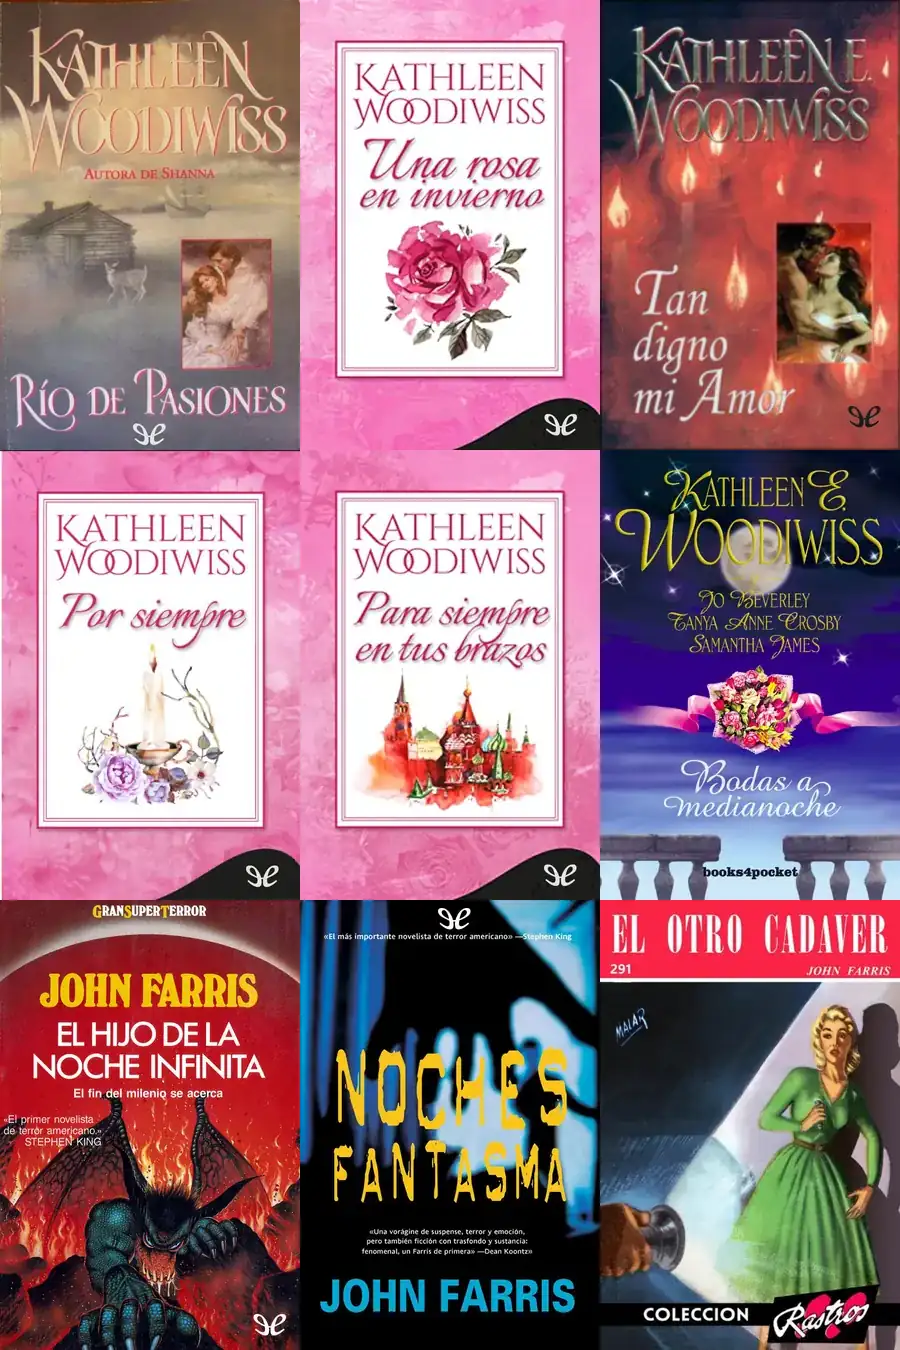 KATHLEEN
WOODIWISS
AUTORA DE SHANNA
RÍO DE PASIONES
KATHLEEN
WOODIWISS
Una rosa
en invierno
KATHLEEN E.
WOODIWISS
Tan
digno
mi Amor
KATHLEEN
WOODIWISS
Por siempre
KATHLEEN
WOODIWISS
Para siempre
en tus brazos
KATHLEEN E.
WOODIWISS
JO BEVERLEY
TANYA ANNE CROSBY
SAMANTHA JAMES
Bodas a
medianoche
books4pocket
GRANSUPERTERROR
JOHN FARRIS
EL HIJO DE LA
NOCHE INFINITA
El fin del milenio se acerca
«El primer novelista
de terror americano.»
STEPHEN KING
«El más importante novelista de terror americano» —Stephen King
NOCHES
FANTASMA
«Una vorágine de suspense, terror y emoción,
pero también ficción con trasfondo y sustancia:
fenomenal, un Farris de primera» —Dean Koontz»
JOHN FARRIS
EL OTRO CADAVER
291
JOHN FARRIS
MALAR
COLECCION
Rastros